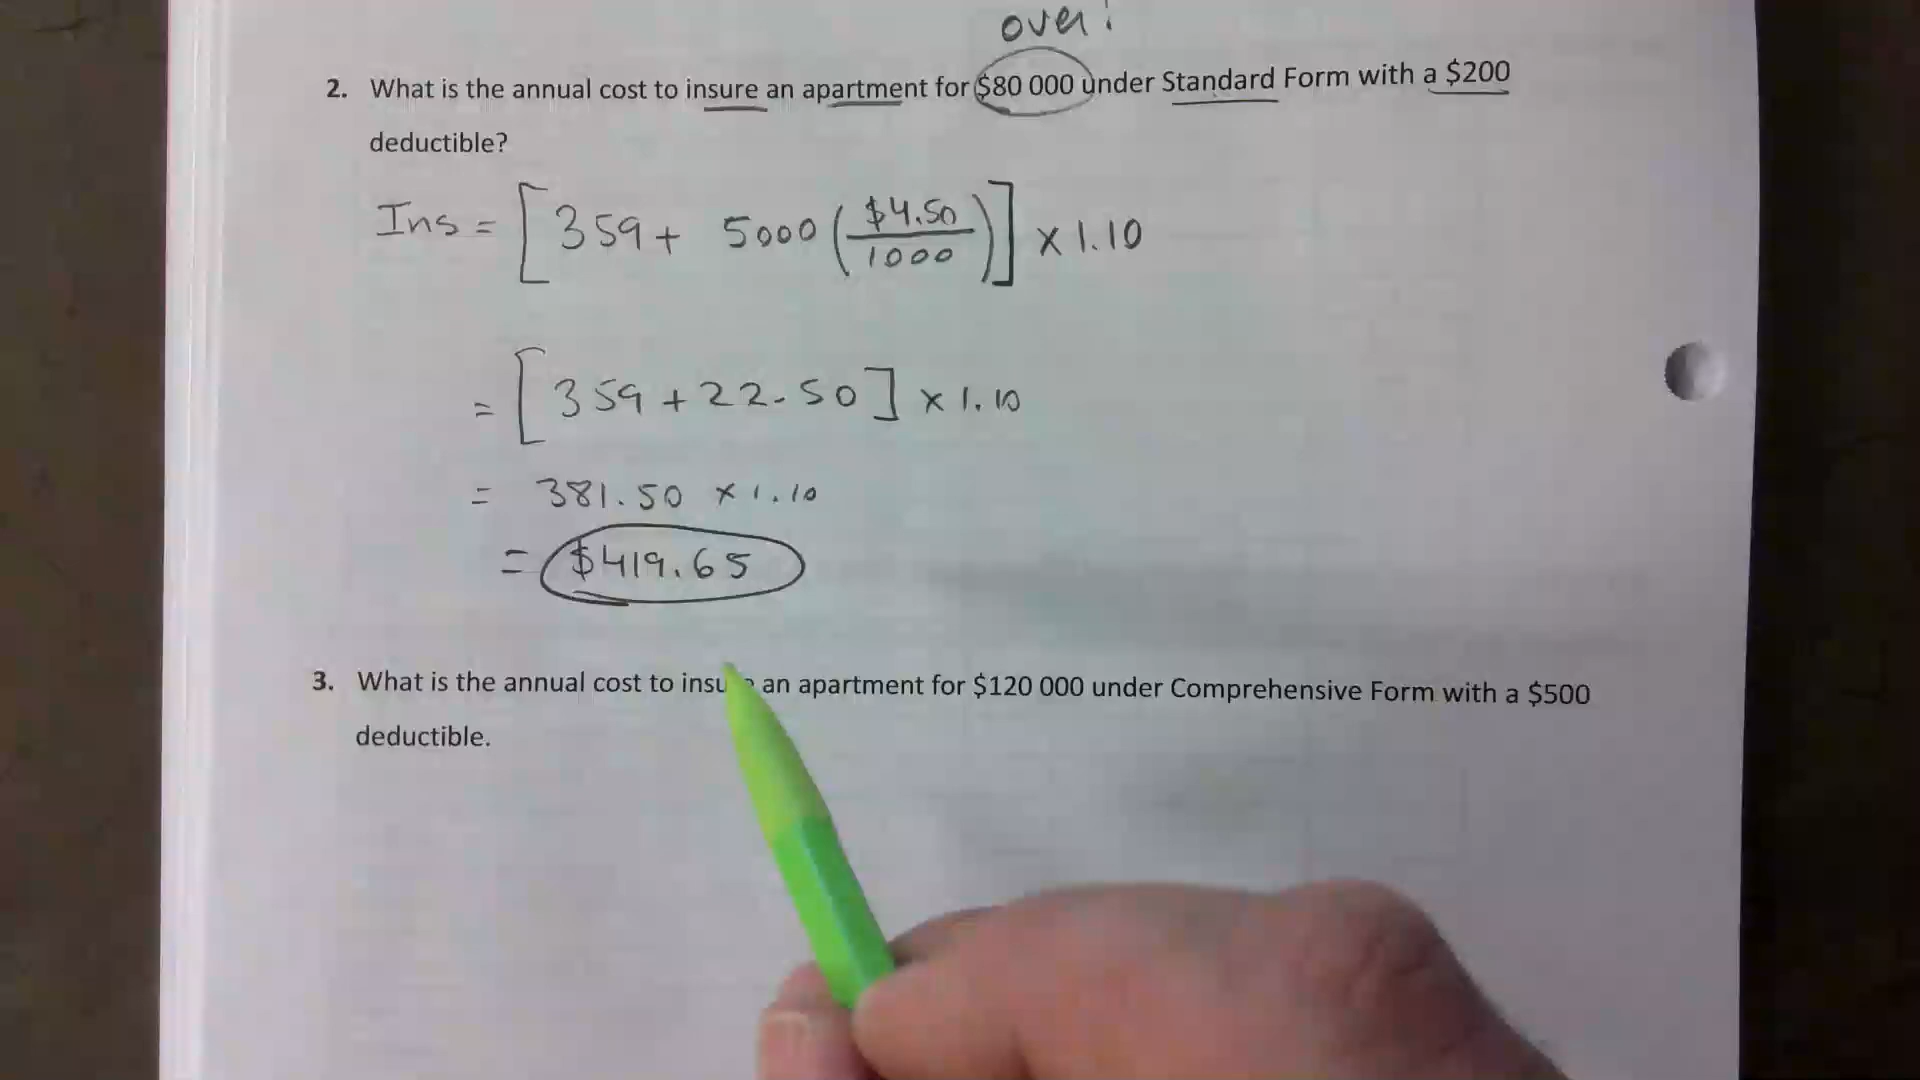 over!
2. What is the annual cost to insure an apartment for $80 000 under Standard Form with a $200
deductible?
Ins = [359 + 5000 ($4.50/1000)] x 1.10
= [359 + 22.50] x 1.10
= 381.50 x 1.10
= $419.65
3. What is the annual cost to an apartment for $120 000 under Comprehensive Form with a $500
deductible.